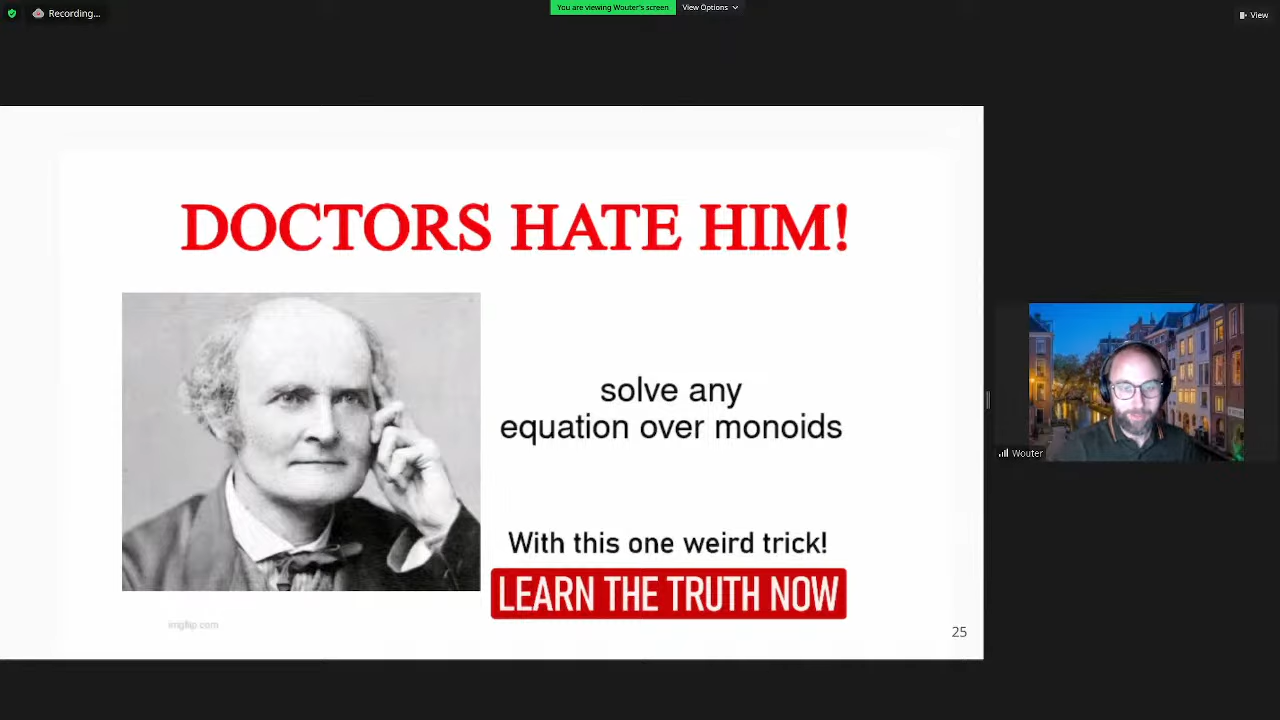 Recording...
You are viewing Wouter's screen
View Options
View
DOCTORS HATE HIM!
solve any
equation over monoids
With this one weird trick!
LEARN THE TRUTH NOW
imgflip.com
25
Wouter